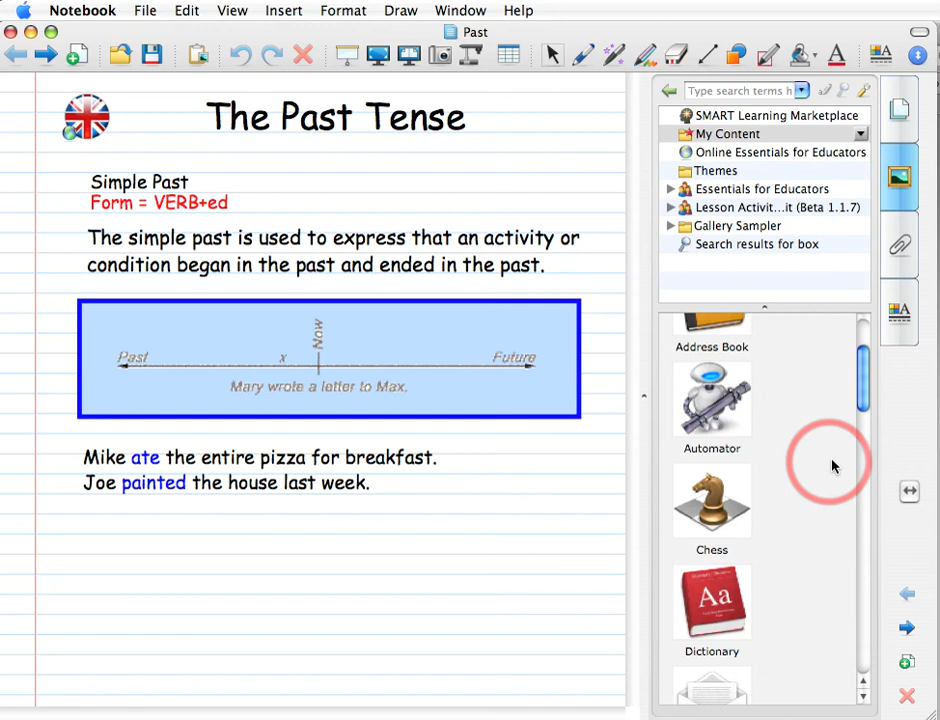 Notebook File Edit View Insert Format Draw Window Help
Past
The Past Tense
Simple Past
Form = VERB+ed
The simple past is used to express that an activity or
condition began in the past and ended in the past.
Now
Past x Future
Mary wrote a letter to Max.
Mike ate the entire pizza for breakfast.
Joe painted the house last week.
Type search terms h
SMART Learning Marketplace
My Content
Online Essentials for Educators
Themes
Essentials for Educators
Lesson Activit...it (Beta 1.1.7)
Gallery Sampler
Search results for box
Address Book
Automator
Chess
Aa
Dictionary